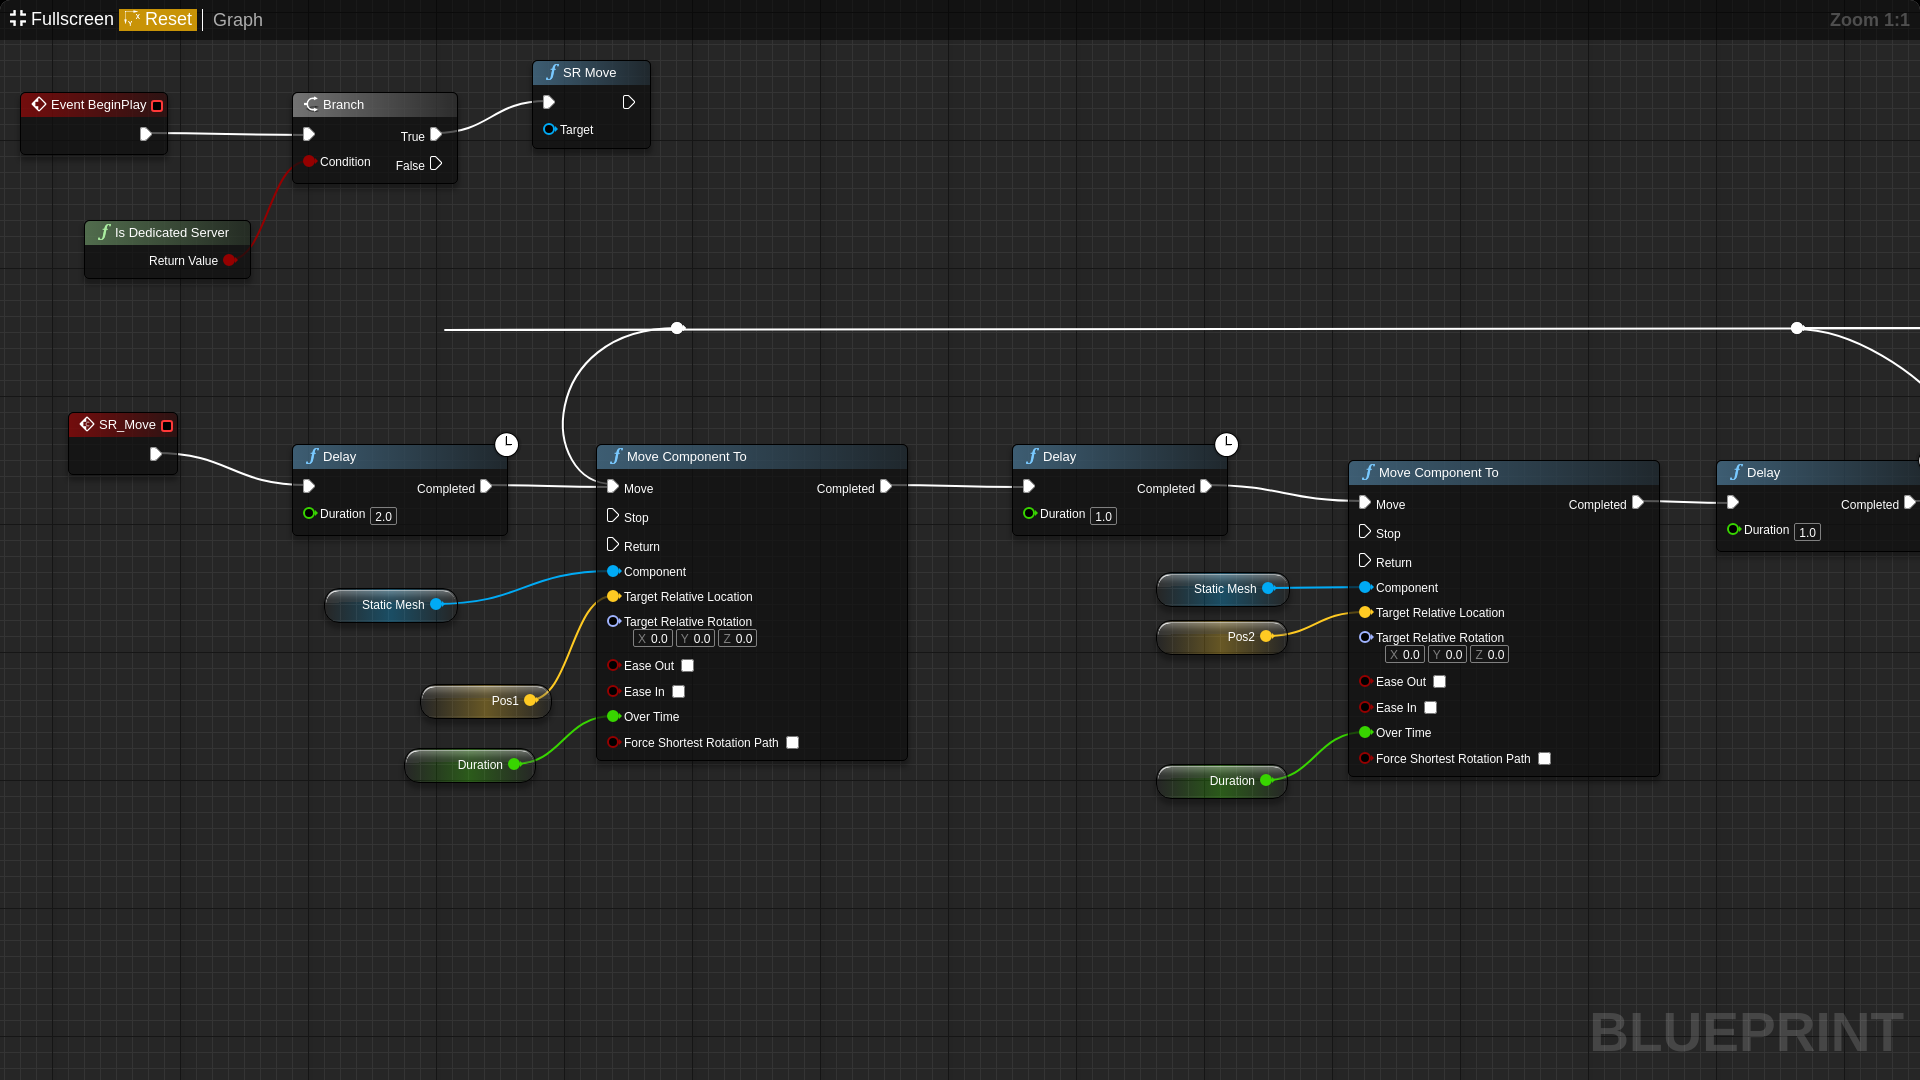 Fullscreen Reset Graph Zoom 1:1
SR Move
Target
Event BeginPlay
Branch
True
Condition
False
Is Dedicated Server
Return Value
SR_Move
Delay
Completed
Duration 2.0
Move Component To
Move Completed
Stop
Return
Component
Target Relative Location
Target Relative Rotation
X 0.0 Y 0.0 Z 0.0
Ease Out
Ease In
Over Time
Force Shortest Rotation Path
Static Mesh
Pos1
Duration
Delay
Completed
Duration 1.0
Static Mesh
Pos2
Duration
Move Component To
Move Completed
Stop
Return
Component
Target Relative Location
Target Relative Rotation
X 0.0 Y 0.0 Z 0.0
Ease Out
Ease In
Over Time
Force Shortest Rotation Path
Delay
Completed
Duration 1.0
BLUEPRINT